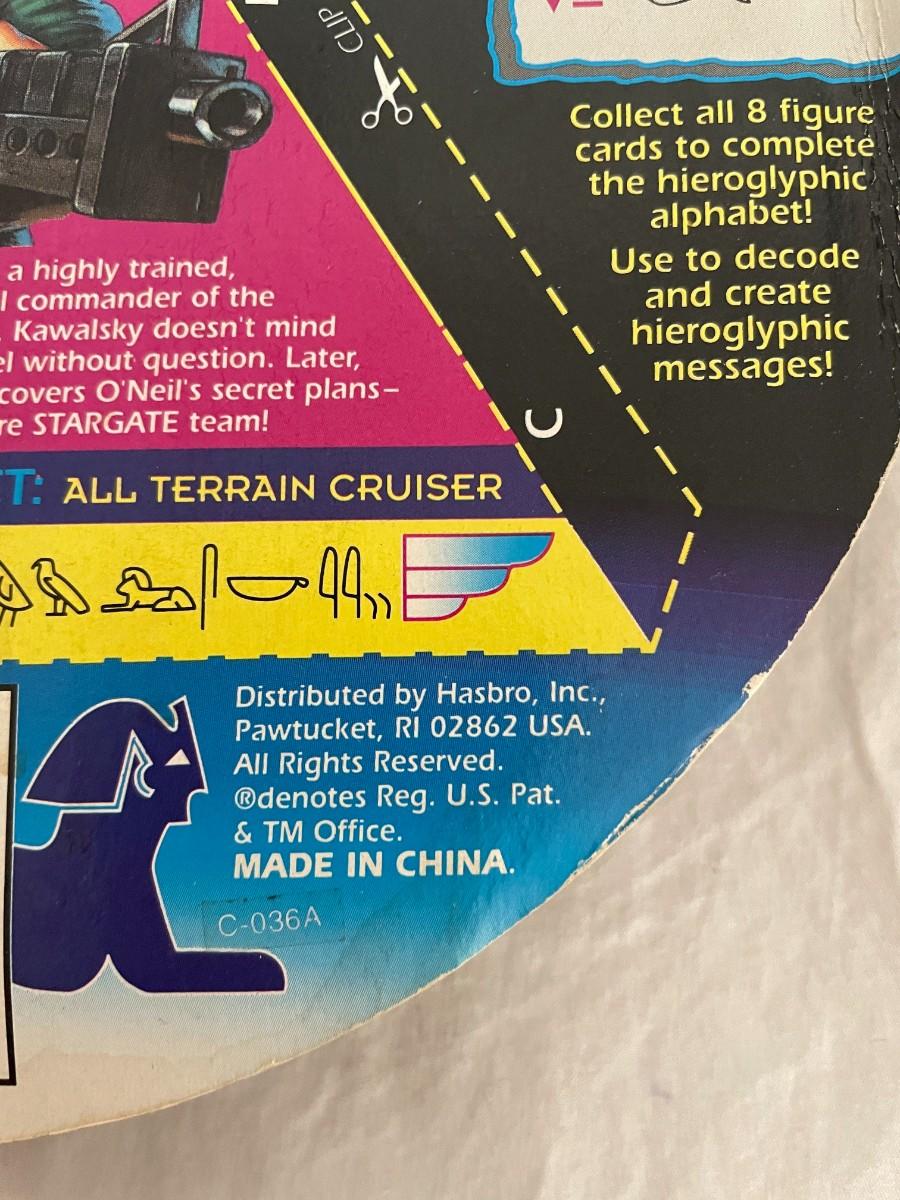 CLIP
Collect all 8 figure
cards to complete
the hieroglyphic
alphabet!
Use to decode
and create
hieroglyphic
messages!
a highly trained,
l commander of the
. Kawalsky doesn't mind
el without question. Later,
covers O'Neil's secret plans–
re STARGATE team!
T: ALL TERRAIN CRUISER
Distributed by Hasbro, Inc.,
Pawtucket, RI 02862 USA.
All Rights Reserved.
®denotes Reg. U.S. Pat.
& TM Office.
MADE IN CHINA.
C-036A